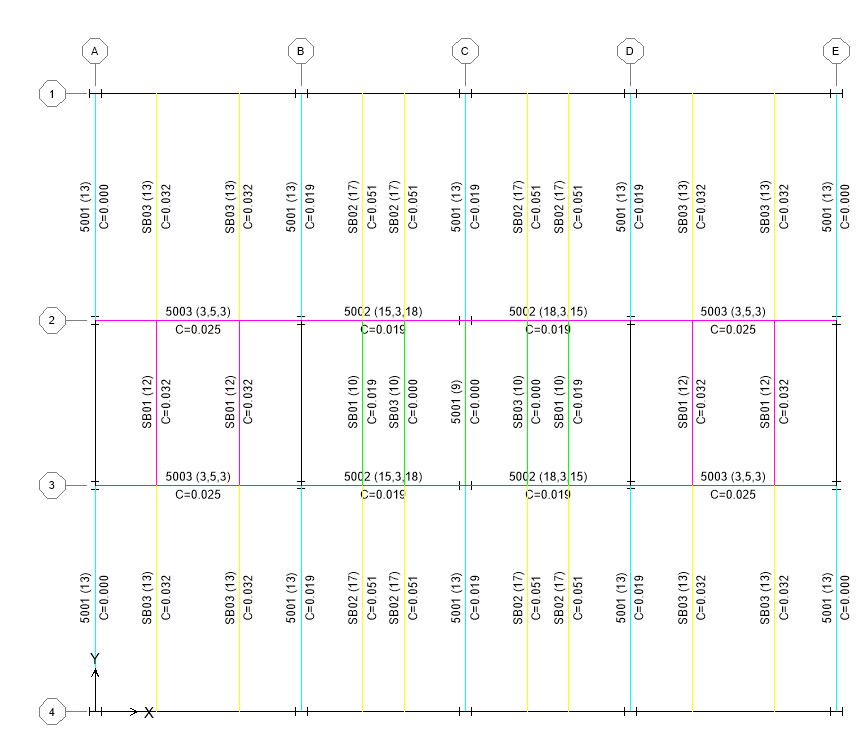 A B C D E
1
5001 (13) C=0.000 SB03 (13) C=0.032 SB03 (13) C=0.032 5001 (13) C=0.019 SB02 (17) C=0.051 SB02 (17) C=0.051 5001 (13) C=0.019 SB02 (17) C=0.051 SB02 (17) C=0.051 5001 (13) C=0.019 SB03 (13) C=0.032 SB03 (13) C=0.032 5001 (13) C=0.000
5003 (3,5,3) 5002 (15,3,18) 5002 (18,3,15) 5003 (3,5,3)
2
C=0.025 C=0.019 C=0.019 C=0.025
SB01 (12) C=0.032 SB01 (12) C=0.032 SB01 (10) C=0.019 SB03 (10) C=0.000 5001 (9) C=0.000 SB03 (10) C=0.000 SB01 (10) C=0.019 SB01 (12) C=0.032 SB01 (12) C=0.032
5003 (3,5,3) 5002 (15,3,18) 5002 (18,3,15) 5003 (3,5,3)
3
C=0.025 C=0.019 C=0.019 C=0.025
5001 (13) C=0.000 SB03 (13) C=0.032 SB03 (13) C=0.032 5001 (13) C=0.019 SB02 (17) C=0.051 SB02 (17) C=0.051 5001 (13) C=0.019 SB02 (17) C=0.051 SB02 (17) C=0.051 5001 (13) C=0.019 SB03 (13) C=0.032 SB03 (13) C=0.032 5001 (13) C=0.000
Y
4 X